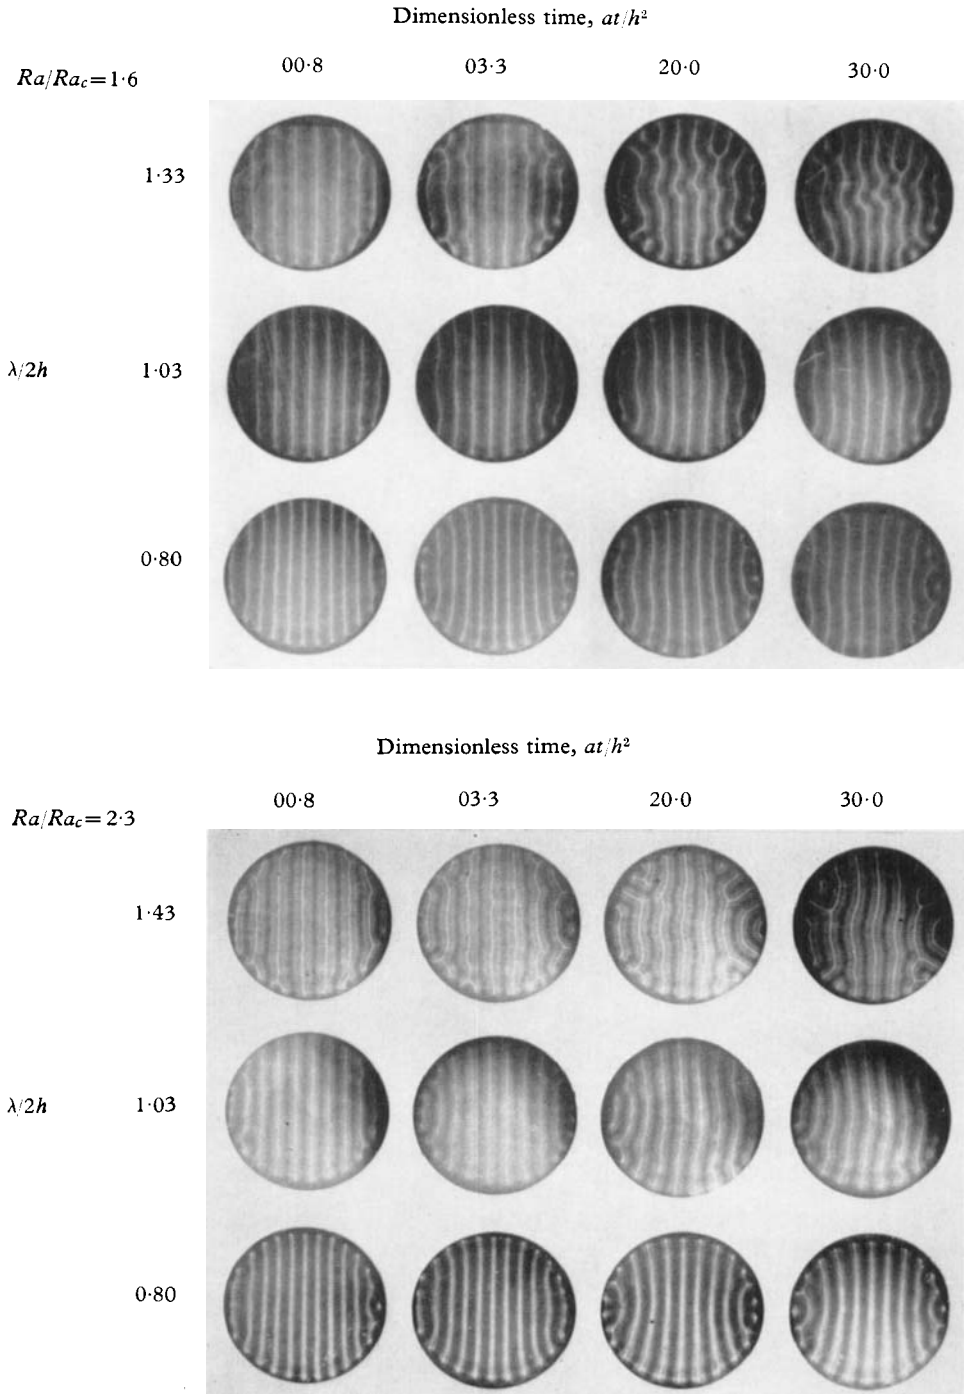 Dimensionless time, at/h²
00·8 03·3 20·0 30·0
Ra/Rac=1·6
1·33
λ/2h 1·03
0·80
Dimensionless time, at/h²
00·8 03·3 20·0 30·0
Ra/Rac=2·3
1·43
λ/2h 1·03
0·80